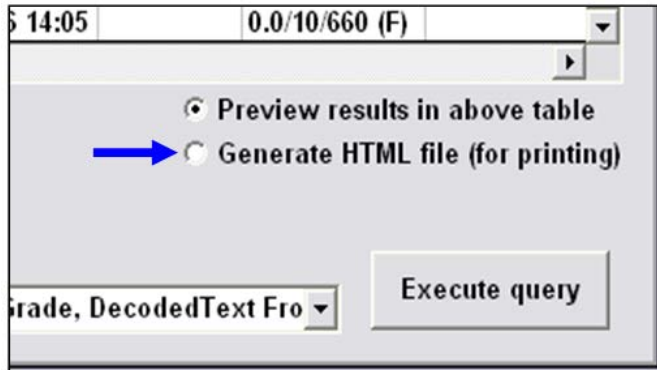 14:05 0.0/10/660 (F)
Preview results in above table
Generate HTML file (for printing)
Execute query
DecodedText Fro